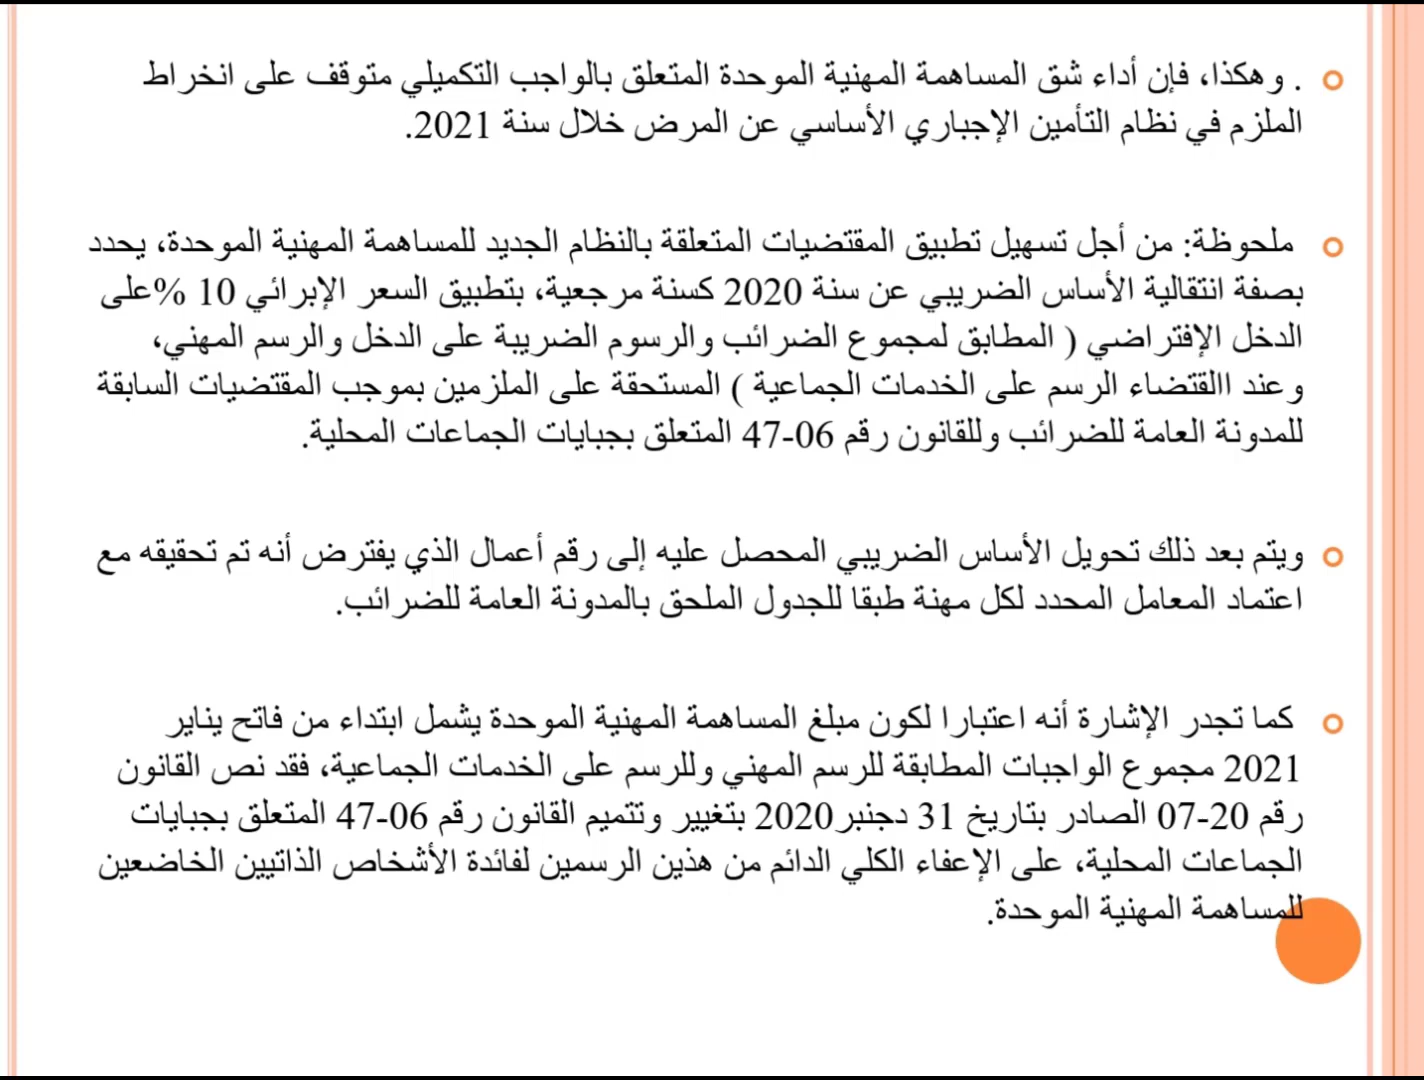 . وهكذا، فإن أداء شق المساهمة المهنية الموحدة المتعلق بالواجب التكميلي متوقف على انخراط
الملزم في نظام التأمين الإجباري الأساسي عن المرض خلال سنة 2021.
ملحوظة: من أجل تسهيل تطبيق المقتضيات المتعلقة بالنظام الجديد للمساهمة المهنية الموحدة، يحدد
بصفة انتقالية الأساس الضريبي عن سنة 2020 كسنة مرجعية، بتطبيق السعر الإبرائي 10 %على
الدخل الإفتراضي ( المطابق لمجموع الضرائب والرسوم الضريبة على الدخل والرسم المهني،
وعند االقتضاء الرسم على الخدمات الجماعية ) المستحقة على الملزمين بموجب المقتضيات السابقة
للمدونة العامة للضرائب وللقانون رقم 06-47 المتعلق بجبايات الجماعات المحلية.
ويتم بعد ذلك تحويل الأساس الضريبي المحصل عليه إلى رقم أعمال الذي يفترض أنه تم تحقيقه مع
اعتماد المعامل المحدد لكل مهنة طبقا للجدول الملحق بالمدونة العامة للضرائب.
كما تجدر الإشارة أنه اعتبارا لكون مبلغ المساهمة المهنية الموحدة يشمل ابتداء من فاتح يناير
2021 مجموع الواجبات المطابقة للرسم المهني وللرسم على الخدمات الجماعية، فقد نص القانون
رقم 20-07 الصادر بتاريخ 31 دجنبر2020 بتغيير وتتميم القانون رقم 06-47 المتعلق بجبايات
الجماعات المحلية، على الإعفاء الكلي الدائم من هذين الرسمين لفائدة الأشخاص الذاتيين الخاضعين
للمساهمة المهنية الموحدة.